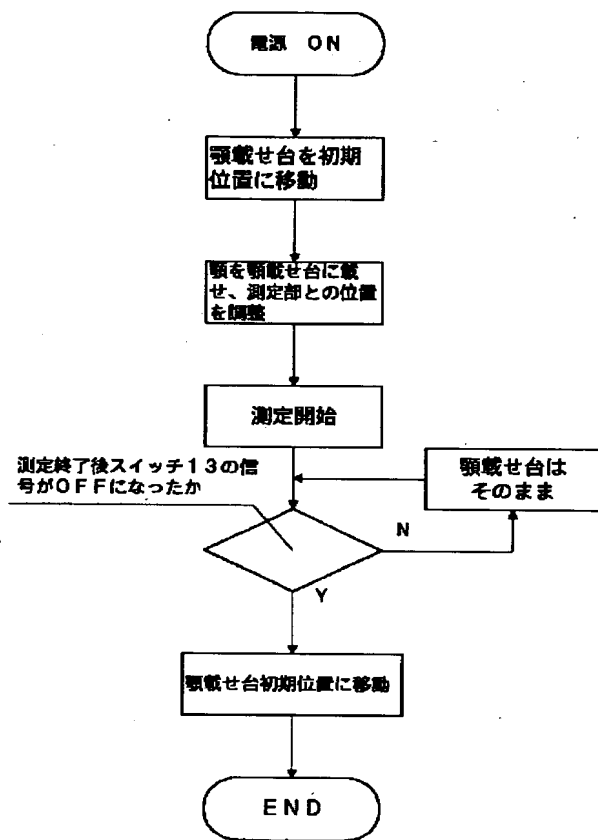 電源 ON
顎載せ台を初期
位置に移動
顎を顎載せ台に載
せ、測定部との位置
を調整
測定開始
測定終了後スイッチ13の信
号がOFFになったか
顎載せ台は
そのまま
N
Y
顎載せ台初期位置に移動
END